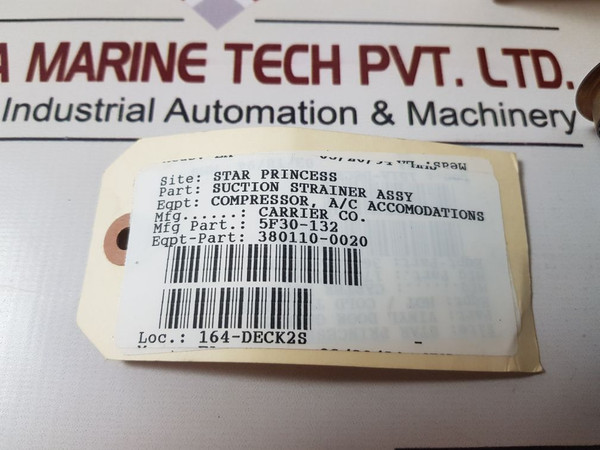 A MARINE TECH PVT. LTD.
Industrial Automation & Machinery
Site: STAR PRINCESS
Part: SUCTION STRAINER ASSY
Eqpt: COMPRESSOR, A/C ACCOMODATIONS
Mfg......: CARRIER CO.
Mfg Part.: 5F30-132
Eqpt-Part: 380110-0020
Loc.: 164-DECK2S